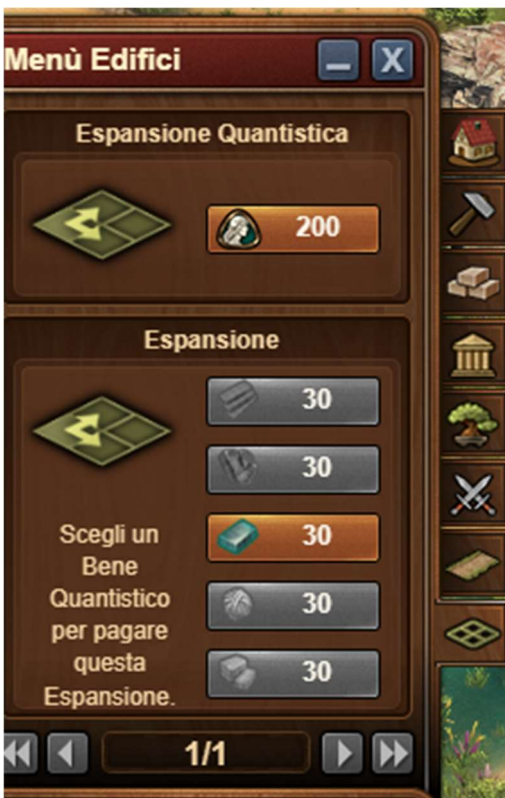 Menù Edifici
X
Espansione Quantistica
200
Espansione
30
30
30
30
30
Scegli un
Bene
Quantistico
per pagare
questa
Espansione.
1/1